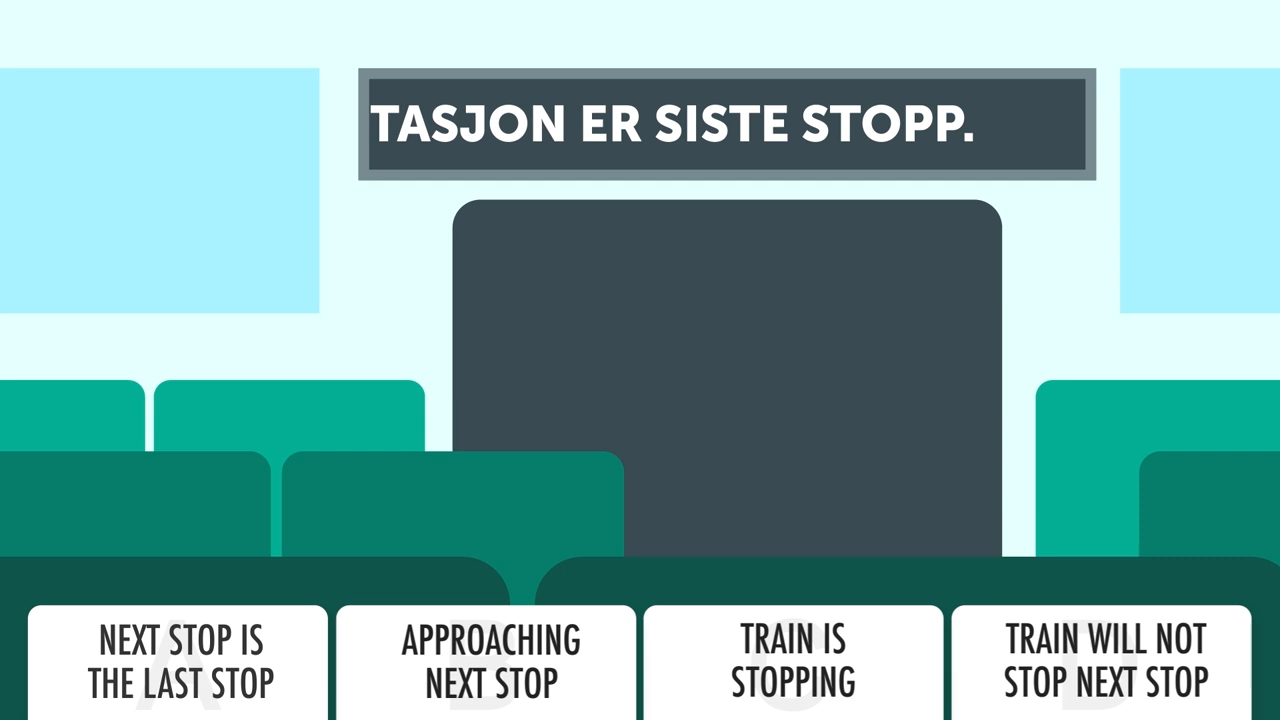 TASJON ER SISTE STOPP.
NEXT STOP IS
THE LAST STOP
A
APPROACHING
NEXT STOP
B
TRAIN IS
STOPPING
C
TRAIN WILL NOT
STOP NEXT STOP
D